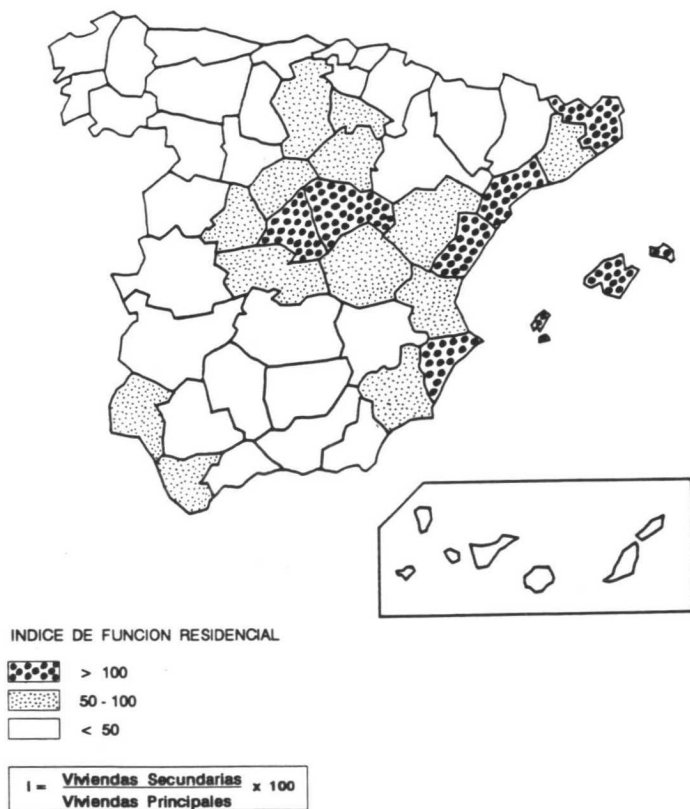 INDICE DE FUNCION RESIDENCIAL
> 100
50 - 100
< 50
I = Viviendas Secundarias x 100
Viviendas Principales